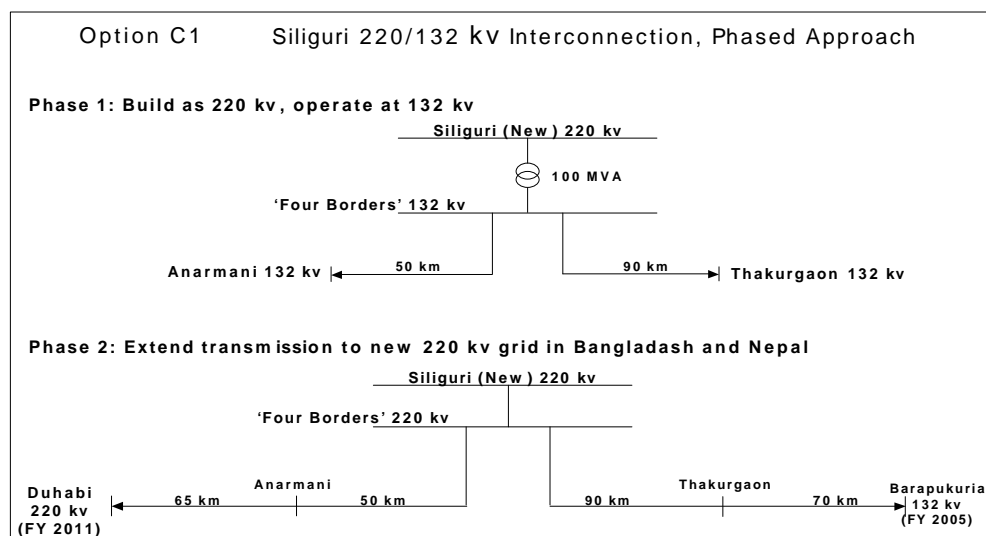 Option C1 Siliguri 220/132 kv Interconnection, Phased Approach
Phase 1: Build as 220 kv, operate at 132 kv
Siliguri (New) 220 kv
100 MVA
‘Four Borders’ 132 kv
Anarmani 132 kv
50 km
90 km
Thakurgaon 132 kv
Phase 2: Extend transmission to new 220 kv grid in Bangladash and Nepal
Siliguri (New) 220 kv
‘Four Borders’ 220 kv
Duhabi
220 kv
(FY 2011)
65 km
Anarmani
50 km
90 km
Thakurgaon
70 km
Barapukuria
132 kv
(FY 2005)